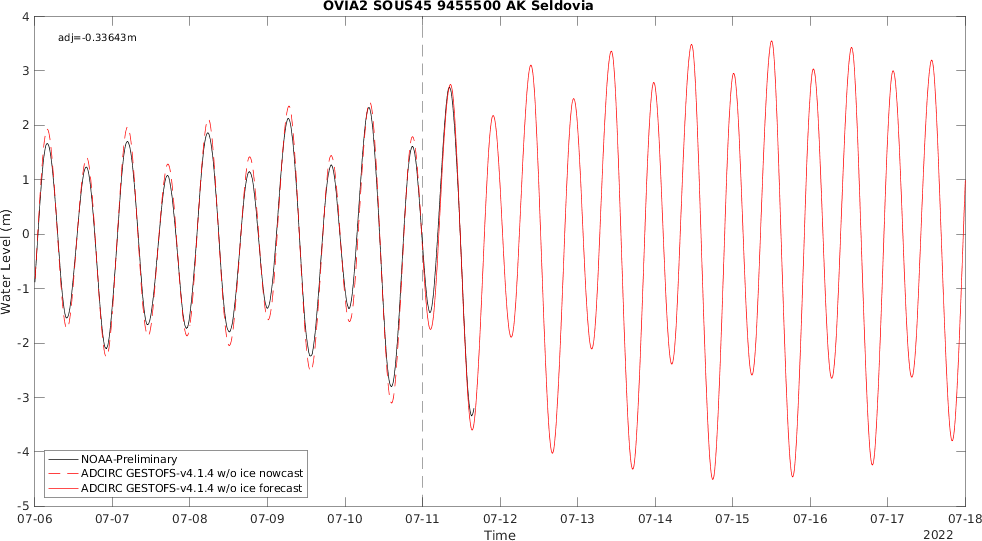 OVIA2 SOUS45 9455500 AK Seldovia
adj=-0.33643m
4
3
2
1
0
-1
-2
-3
-4
-5
Water Level (m)
NOAA-Preliminary
ADCIRC GESTOFS-v4.1.4 w/o ice nowcast
ADCIRC GESTOFS-v4.1.4 w/o ice forecast
07-06 07-07 07-08 07-09 07-10 07-11 07-12 07-13 07-14 07-15 07-16 07-17 07-18
Time
2022